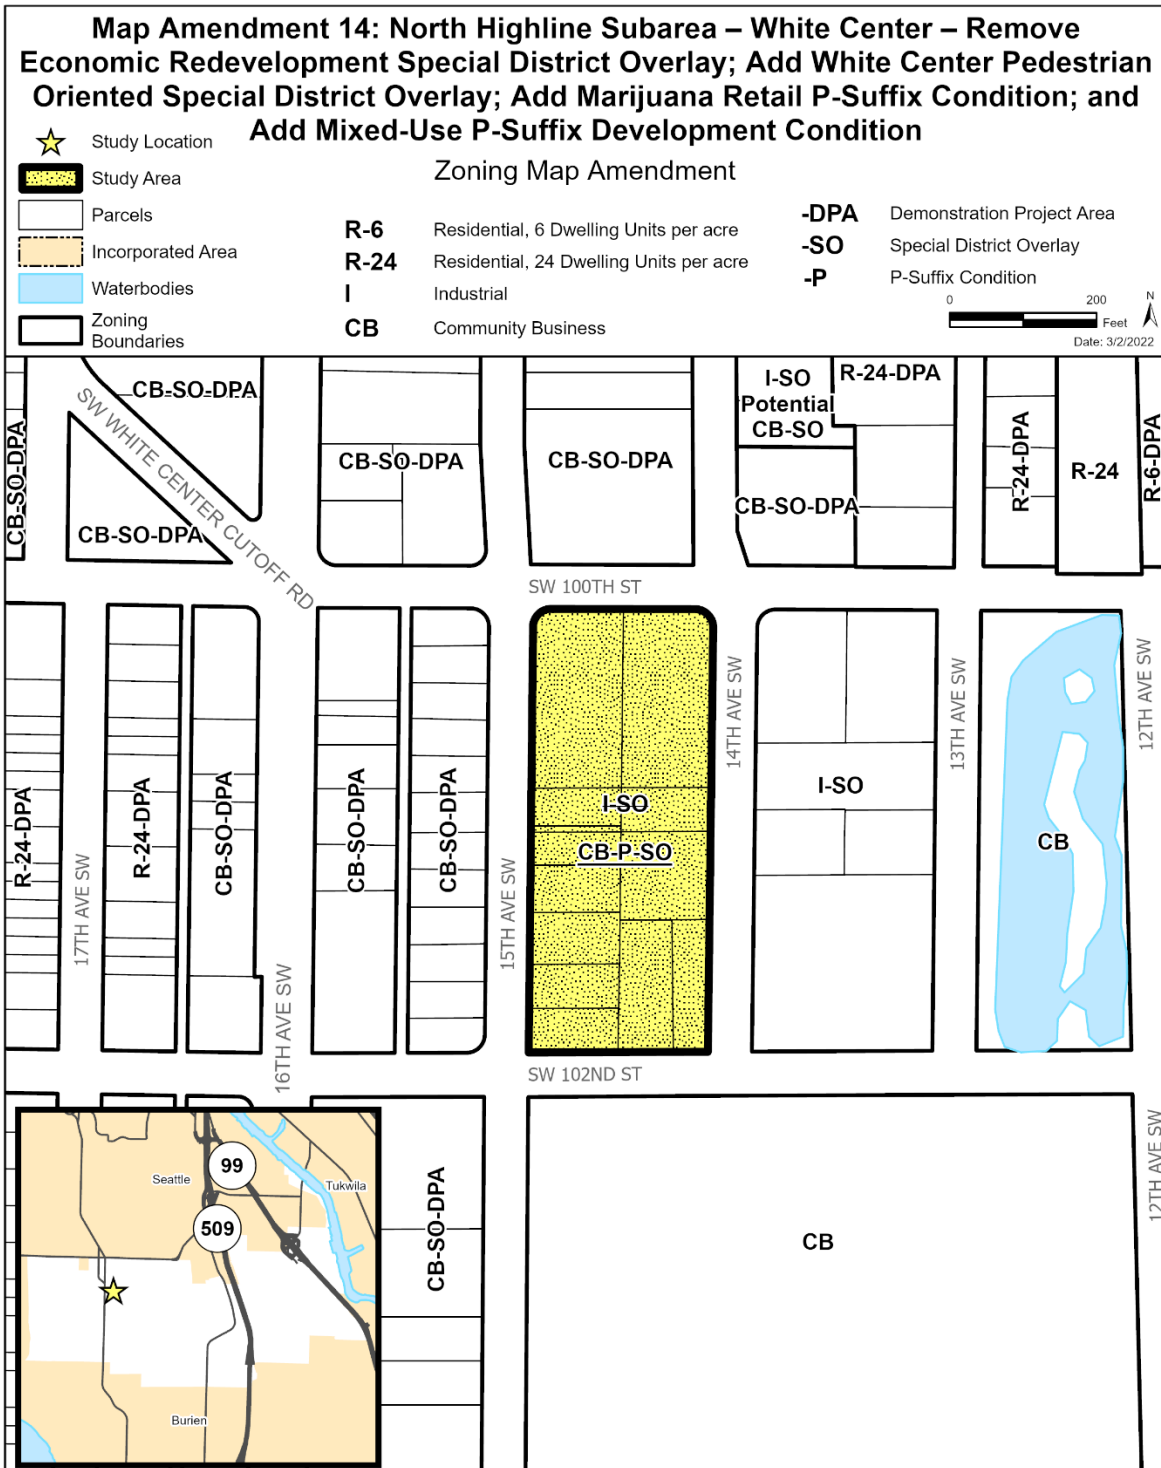 Map Amendment 14: North Highline Subarea – White Center – Remove
Economic Redevelopment Special District Overlay; Add White Center Pedestrian
Oriented Special District Overlay; Add Marijuana Retail P-Suffix Condition; and
Add Mixed-Use P-Suffix Development Condition
Zoning Map Amendment
Study Location
Study Area
Parcels
Incorporated Area
Waterbodies
Zoning
Boundaries
R-6 Residential, 6 Dwelling Units per acre
R-24 Residential, 24 Dwelling Units per acre
I Industrial
CB Community Business
-DPA Demonstration Project Area
-SO Special District Overlay
-P P-Suffix Condition
0 200
Feet
N
Date: 3/2/2022
CB-SO-DPA
CB-SO-DPA
SW WHITE CENTER CUTOFF RD
CB-SO-DPA
CB-SO-DPA
CB-SO-DPA
I-SO
Potential
CB-SO
R-24-DPA
CB-SO-DPA
R-24-DPA
R-24
R-6-DPA
SW 100TH ST
R-24-DPA
17TH AVE SW
R-24-DPA
CB-SO-DPA
16TH AVE SW
CB-SO-DPA
CB-SO-DPA
15TH AVE SW
I-SO
CB-P-SO
14TH AVE SW
I-SO
13TH AVE SW
CB
12TH AVE SW
SW 102ND ST
CB-SO-DPA
CB
12TH AVE SW
Seattle
99
Tukwila
509
Burien